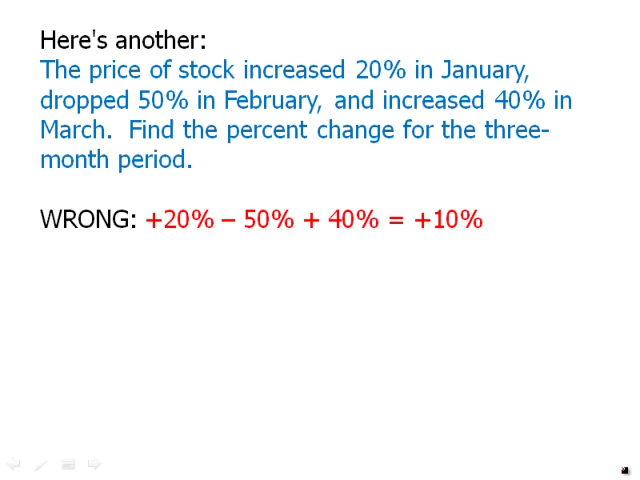 Here's another:
The price of stock increased 20% in January,
dropped 50% in February, and increased 40% in
March. Find the percent change for the three-
month period.
WRONG: +20% – 50% + 40% = +10%